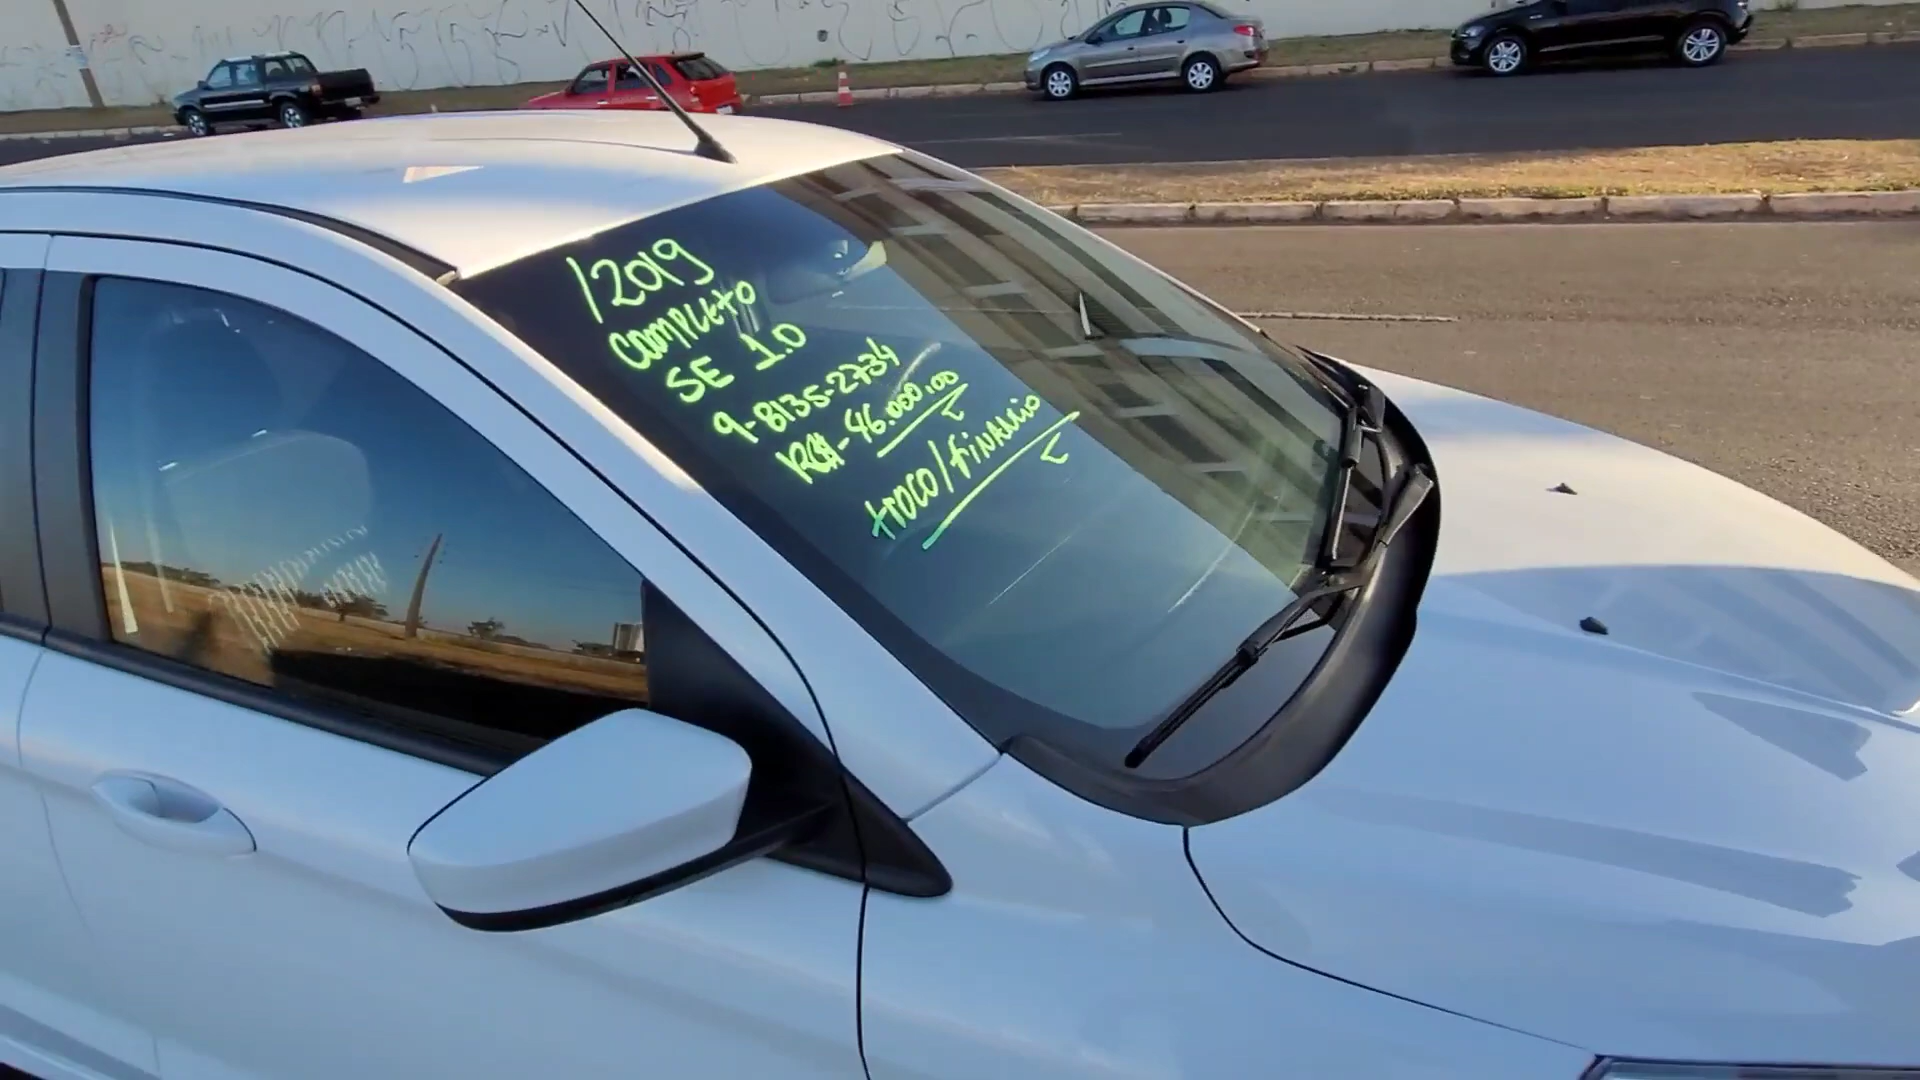 /2019
COMPLETO
SE 1.0
9-8135-2734
46.000,00
troco/financio